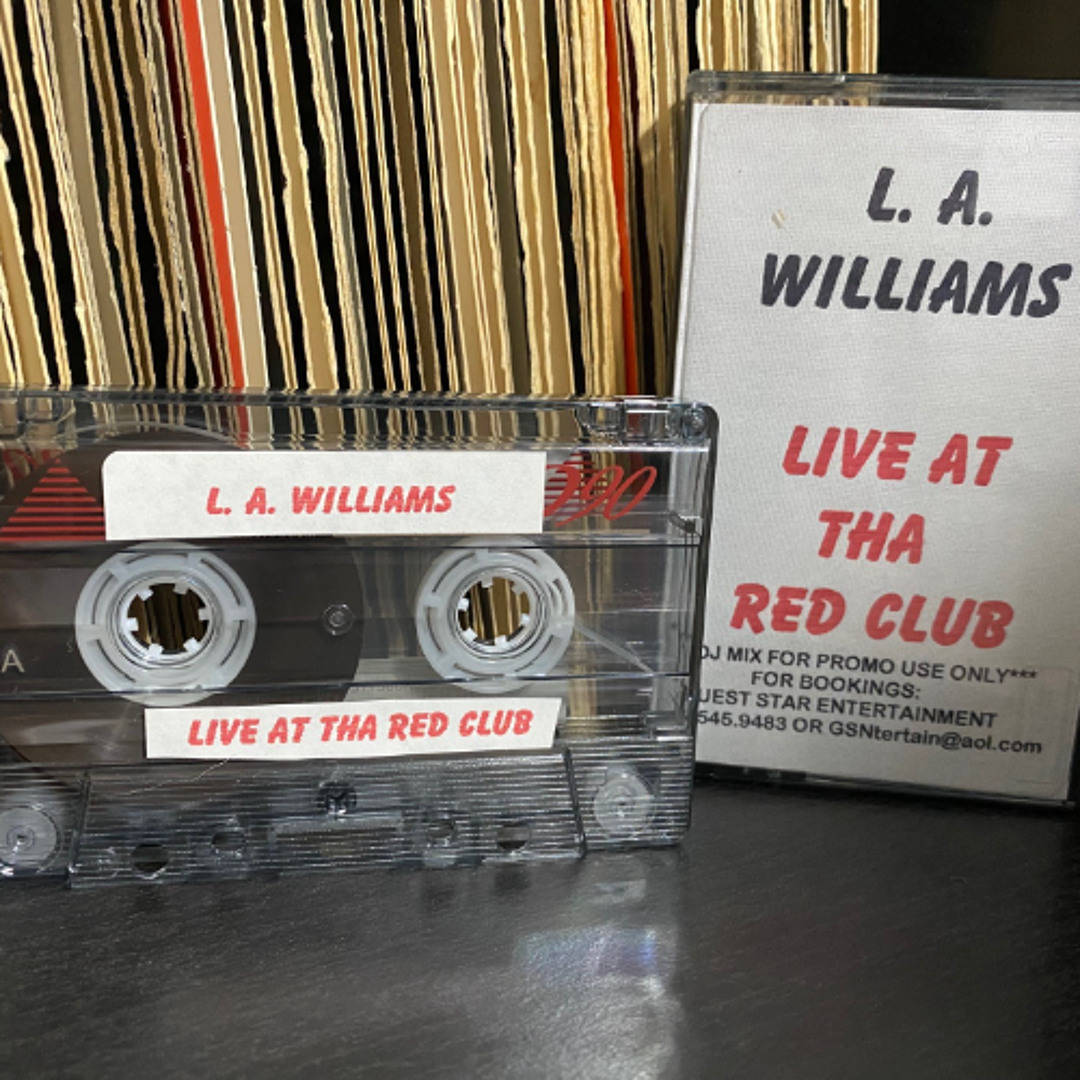 L. A. WILLIAMS
90
A
LIVE AT THA RED CLUB
L. A.
WILLIAMS
LIVE AT
THA
RED CLUB
DJ MIX FOR PROMO USE ONLY***
FOR BOOKINGS:
UEST STAR ENTERTAINMENT
545.9483 OR GSNtertain@aol.com